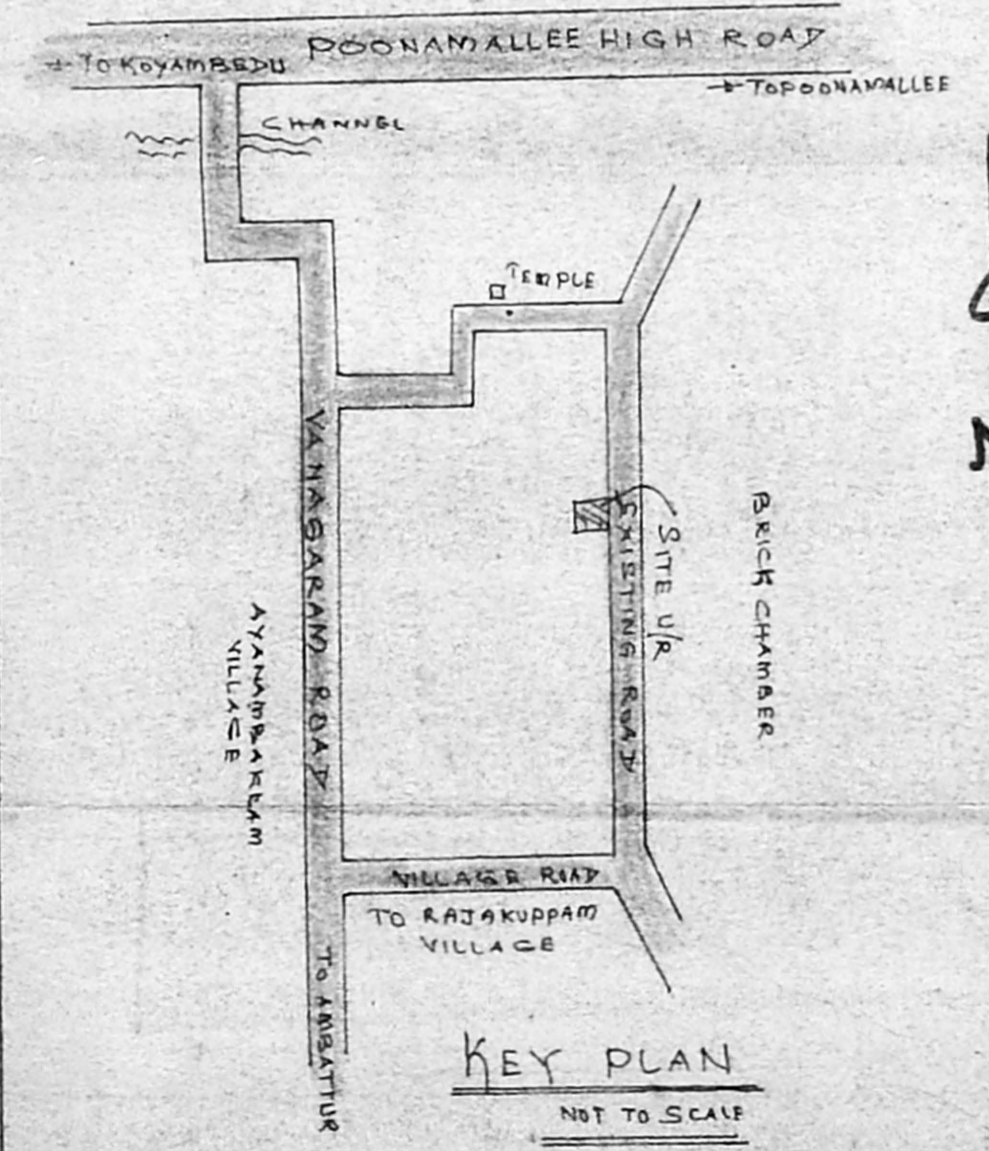 POONAMALLEE HIGH ROAD
TO KOYAMBEDU
TO POONAMALLEE
CHANNEL
TEMPLE
VANAGARAM ROAD
EXISTING ROAD
SITE U/R
BRICK CHAMBER
AYANAMBAKKAM
VILLAGE
VILLAGE ROAD
TO RAJAKUPPAM
VILLAGE
TO AMBATTUR
KEY PLAN
NOT TO SCALE